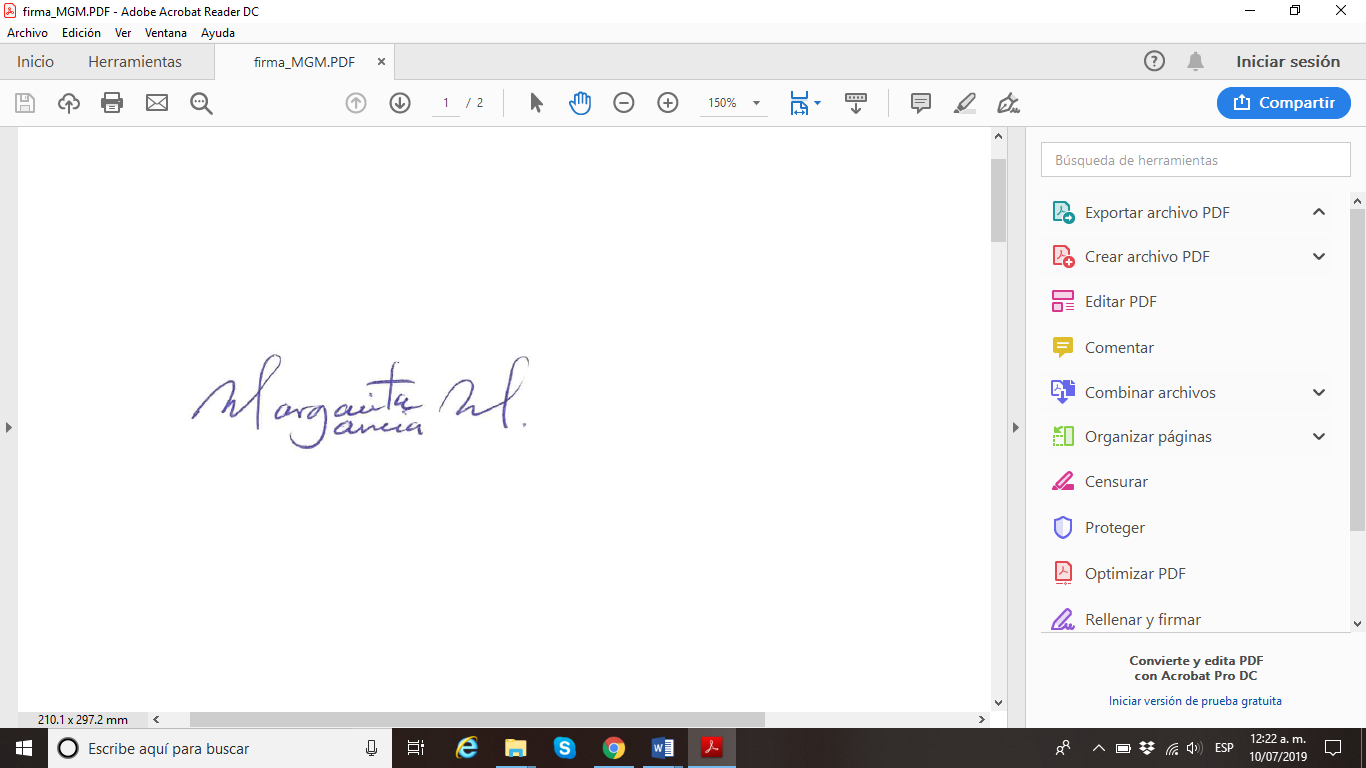 firma_MGM.PDF - Adobe Acrobat Reader DC
Archivo Edición Ver Ventana Ayuda
Inicio Herramientas firma_MGM.PDF × Iniciar sesión
1 / 2 150% Compartir
Búsqueda de herramientas
Exportar archivo PDF
Crear archivo PDF
Editar PDF
Comentar
Combinar archivos
Organizar páginas
Censurar
Proteger
Optimizar PDF
Rellenar y firmar
Margarita M.
arcía
Convierte y edita PDF
con Acrobat Pro DC
Iniciar versión de prueba gratuita
210.1 x 297.2 mm
Escribe aquí para buscar
ESP
12:22 a. m.
10/07/2019